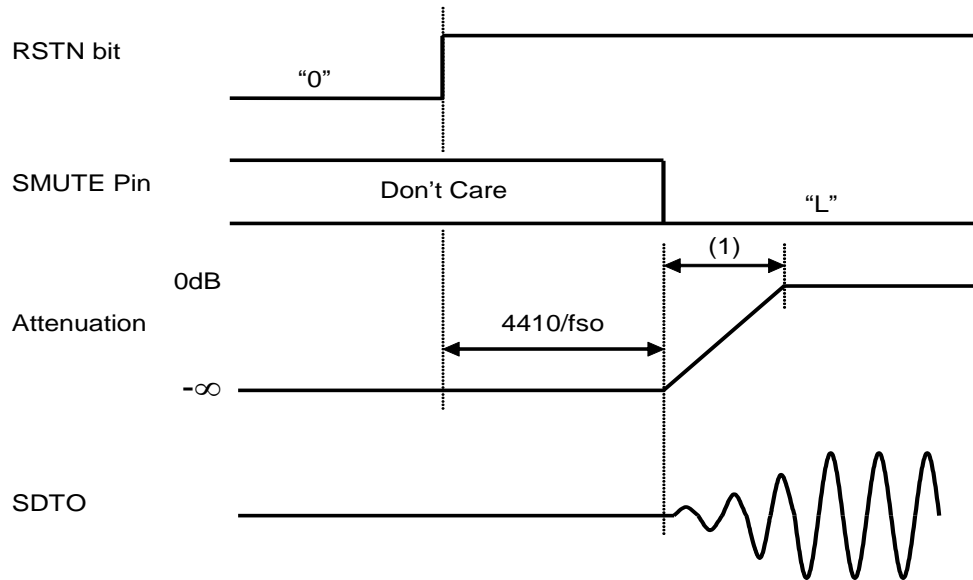 RSTN bit
“0”
SMUTE Pin
Don’t Care
“L”
(1)
0dB
Attenuation
4410/fso
-∞
SDTO